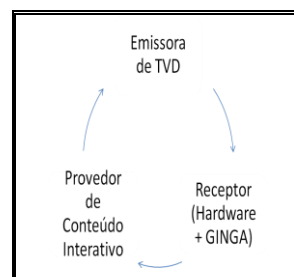 Emissora
de TVD
Provedor
de
Conteúdo
Interativo
Receptor
(Hardware
+ GINGA)